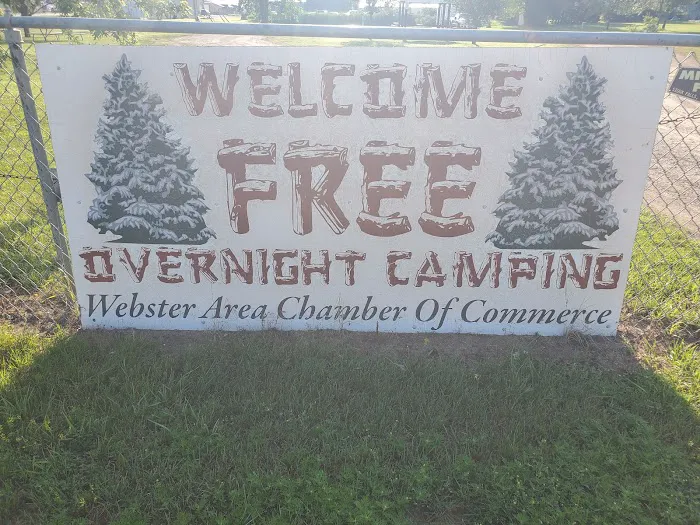 WELCOME
FREE
OVERNIGHT CAMPING
Webster Area Chamber Of Commerce